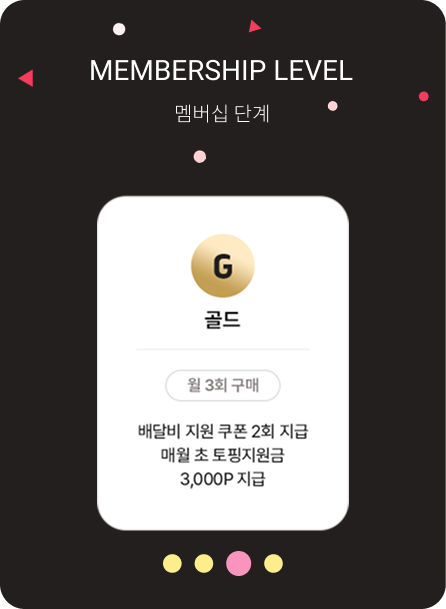 MEMBERSHIP LEVEL
멤버십 단계
G
골드
월 3회 구매
배달비 지원 쿠폰 2회 지급
매월 초 토핑지원금
3,000P 지급